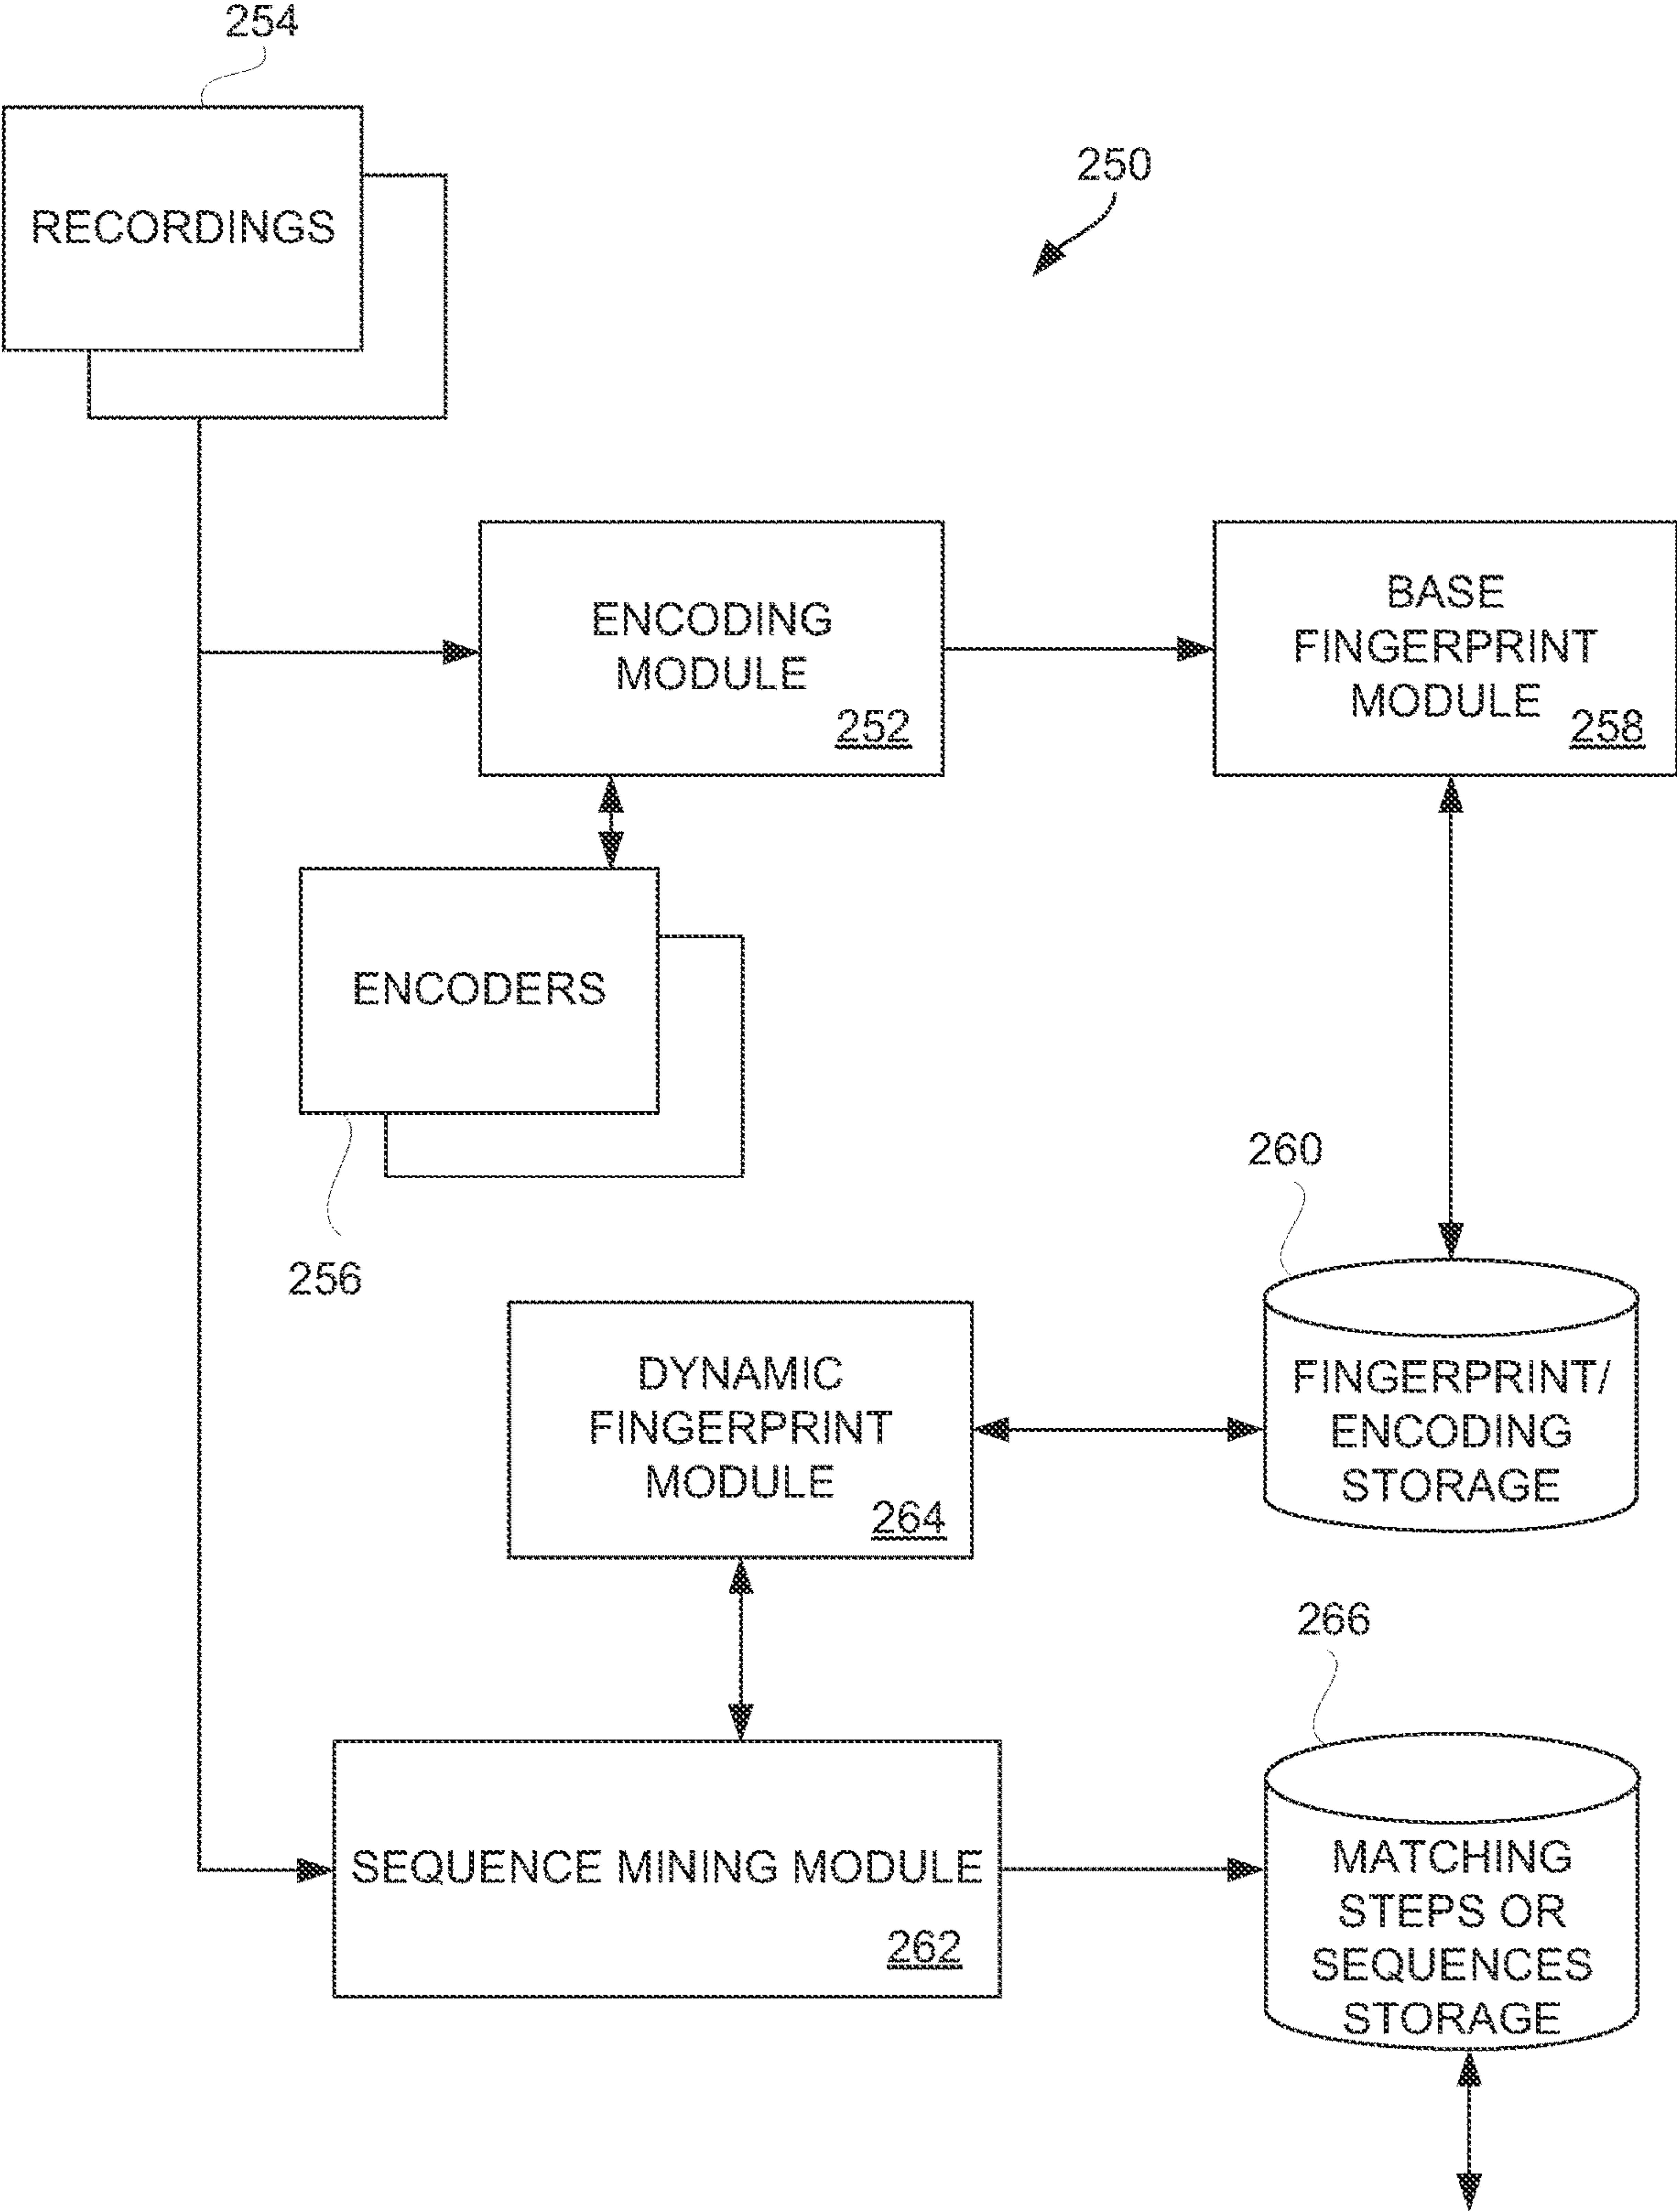 254
RECORDINGS
250
ENCODING
MODULE
252
BASE
FINGERPRINT
MODULE
258
ENCODERS
256
260
DYNAMIC
FINGERPRINT
MODULE
264
FINGERPRINT/
ENCODING
STORAGE
266
SEQUENCE MINING MODULE
262
MATCHING
STEPS OR
SEQUENCES
STORAGE